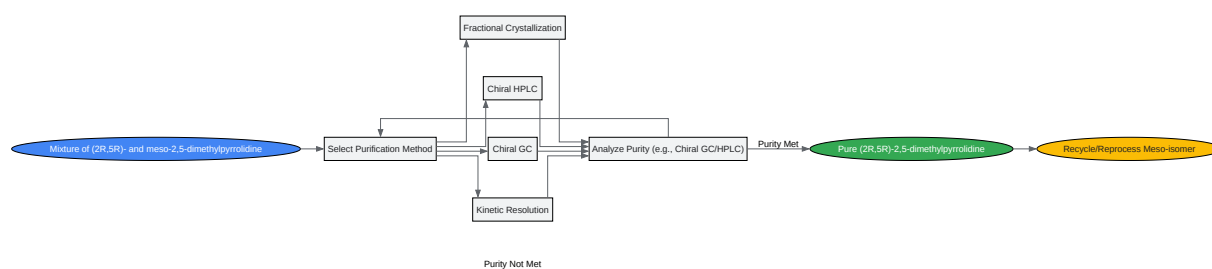 Fractional Crystallization
Chiral HPLC
Mixture of (2R,5R)- and meso-2,5-dimethylpyrrolidine
Select Purification Method
Chiral GC
Analyze Purity (e.g., Chiral GC/HPLC)
Purity Met
Pure (2R,5R)-2,5-dimethylpyrrolidine
Recycle/Reprocess Meso-isomer
Kinetic Resolution
Purity Not Met